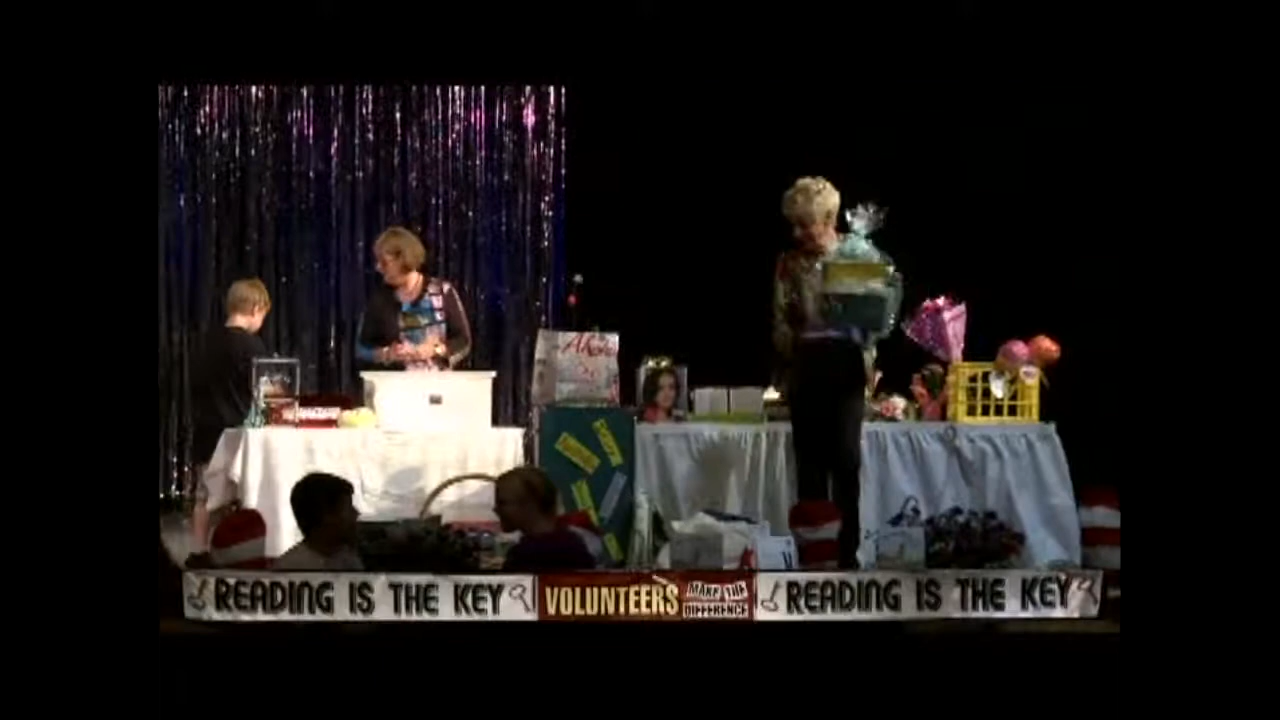 READING IS THE KEY
VOLUNTEERS
MAKE THE
DIFFERENCE
READING IS THE KEY